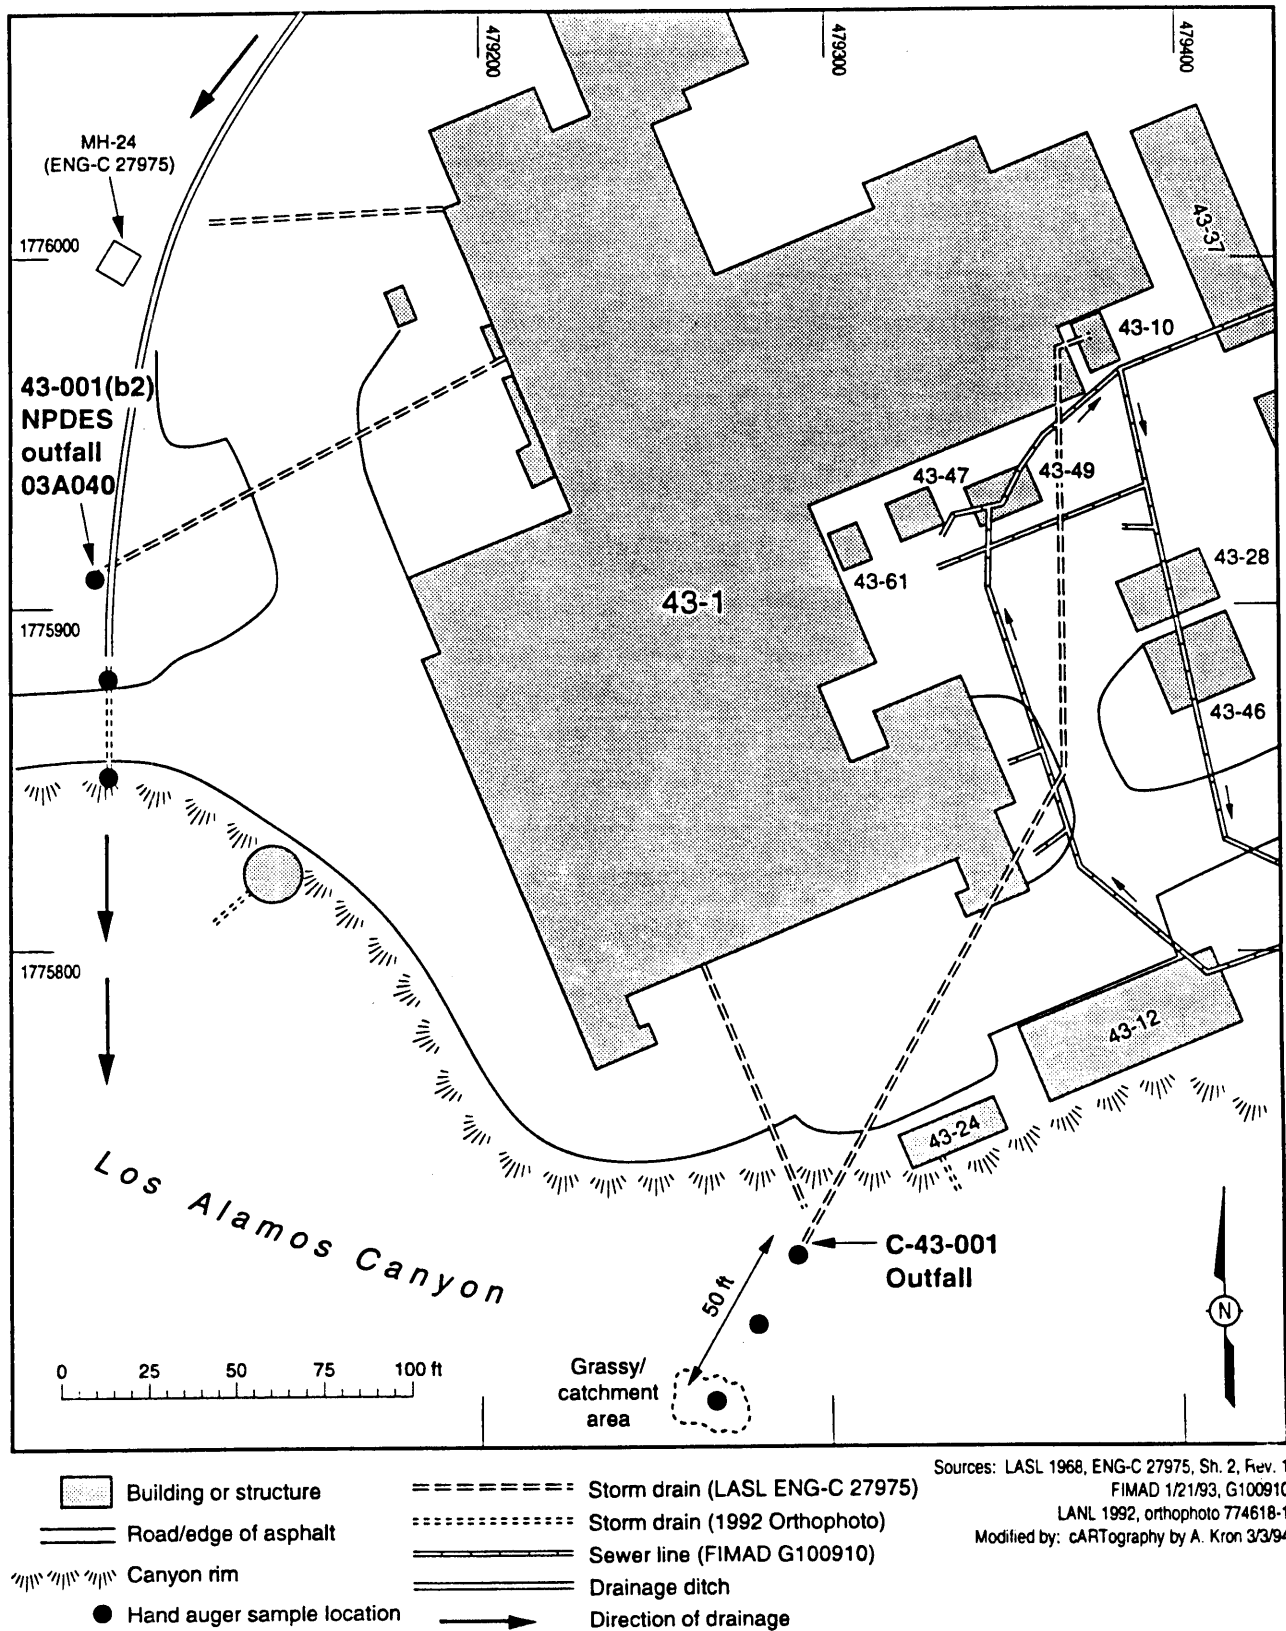 479200
479300
479400
MH-24
(ENG-C 27975)
1776000
43-37
43-10
43-001(b2)
NPDES
outfall
03A040
43-47
43-49
43-61
43-28
43-1
1775900
43-46
1775800
43-12
43-24
Los Alamos Canyon
C-43-001
Outfall
50 ft
N
0 25 50 75 100 ft
Grassy/
catchment
area
Building or structure
Road/edge of asphalt
Canyon rim
Hand auger sample location
Storm drain (LASL ENG-C 27975)
Storm drain (1992 Orthophoto)
Sewer line (FIMAD G100910)
Drainage ditch
Direction of drainage
Sources: LASL 1968, ENG-C 27975, Sh. 2, Rev. 1
FIMAD 1/21/93, G100910
LANL 1992, orthophoto 774618-1
Modified by: cARTography by A. Kron 3/3/94